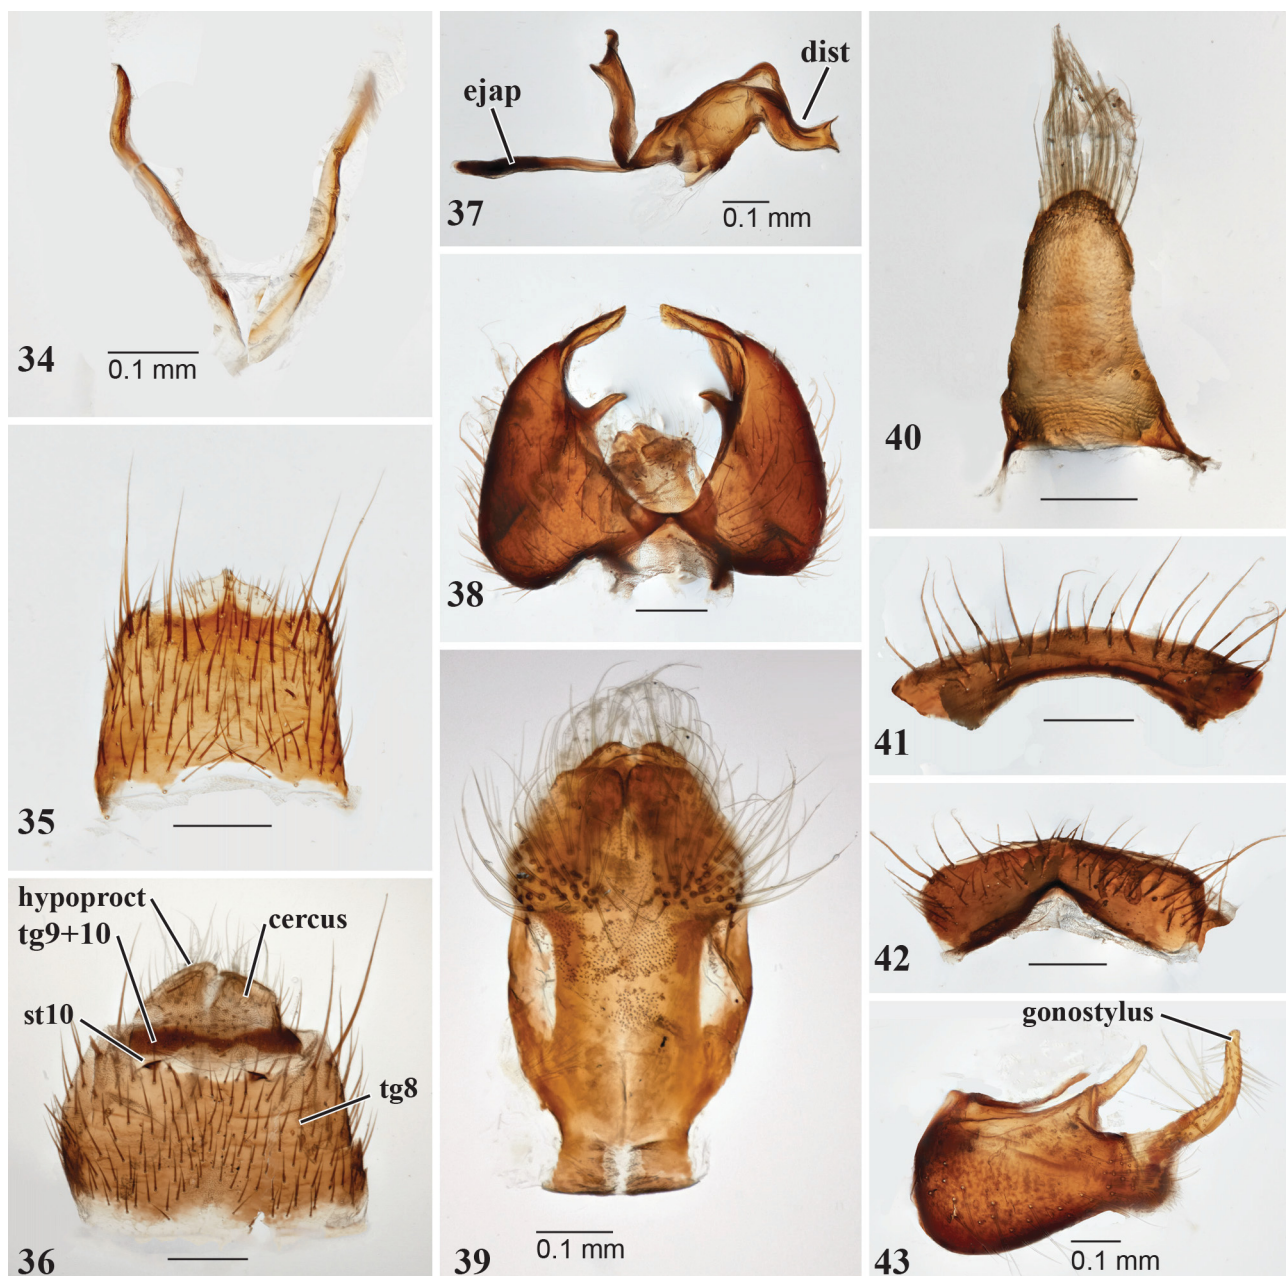 34
0.1 mm
35
hypoproct
tg9+10
cercus
st10
tg8
36
ejap
dist
37
0.1 mm
38
39
0.1 mm
40
41
42
gonostylus
43
0.1 mm